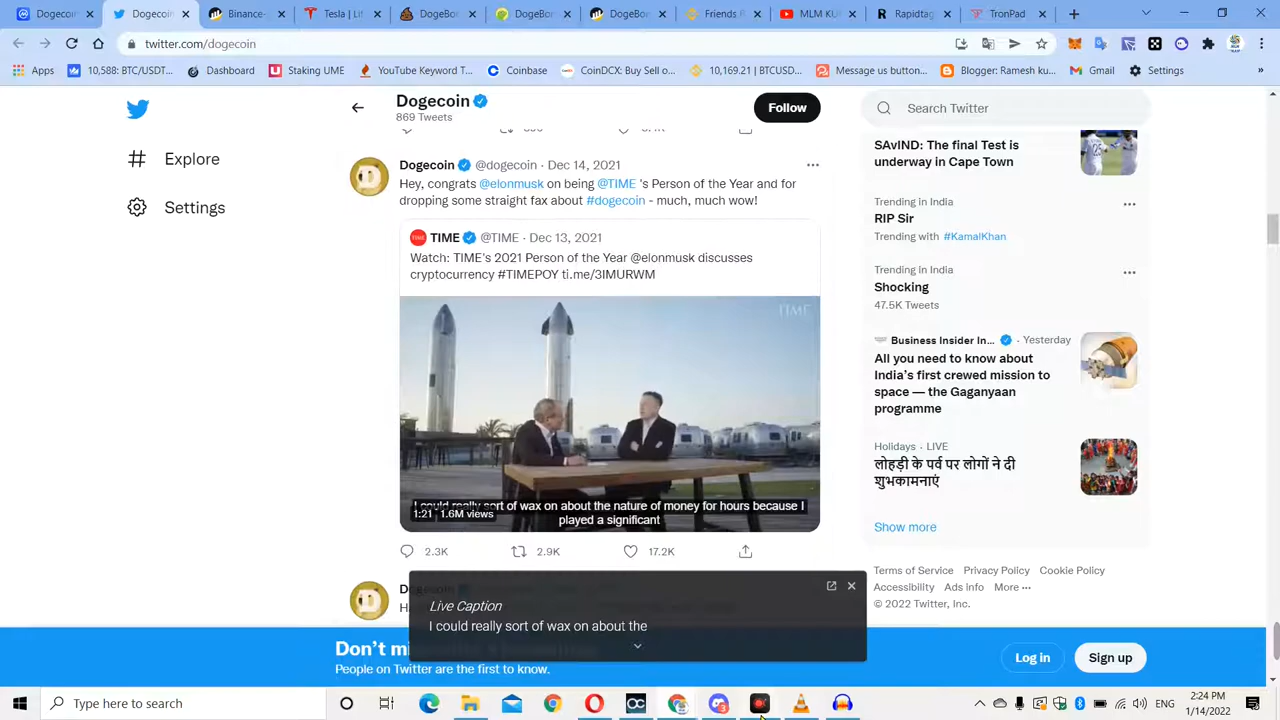 Dogecoin
Binance-
Tesla | Lif
DogeBon
DogeBor
DogeBon
Friends R
MLM KU
Rapidtag
TronPad
twitter.com/dogecoin
Apps
10,588: BTC/USDT...
Dashboard
Staking UME
YouTube Keyword T...
Coinbase
CoinDCX: Buy Sell o...
10,169.21 | BTCUSD...
Message us button...
Blogger: Ramesh ku...
Gmail
Settings
»
Dogecoin
869 Tweets
Follow
Search Twitter
Explore
Settings
Dogecoin @dogecoin · Dec 14, 2021
Hey, congrats @elonmusk on being @TIME 's Person of the Year and for
dropping some straight fax about #dogecoin - much, much wow!
TIME @TIME · Dec 13, 2021
Watch: TIME's 2021 Person of the Year @elonmusk discusses
cryptocurrency #TIMEPOY ti.me/3IMURWM
TIME
I could really sort of wax on about the nature of money for hours because I
played a significant
1:21 1.6M views
2.3K
2.9K
17.2K
SAvIND: The final Test is
underway in Cape Town
Trending in India
RIP Sir
Trending with #KamalKhan
Trending in India
Shocking
47.5K Tweets
Business Insider In... · Yesterday
All you need to know about
India's first crewed mission to
space — the Gaganyaan
programme
Holidays · LIVE
लोहड़ी के पर्व पर लोगों ने दी
शुभकामनाएं
Show more
Terms of Service Privacy Policy Cookie Policy
Accessibility Ads info More ···
© 2022 Twitter, Inc.
Live Caption
I could really sort of wax on about the
Don't mi
People on Twitter are the first to know.
Log in
Sign up
Type here to search
ENG
2:24 PM
1/14/2022